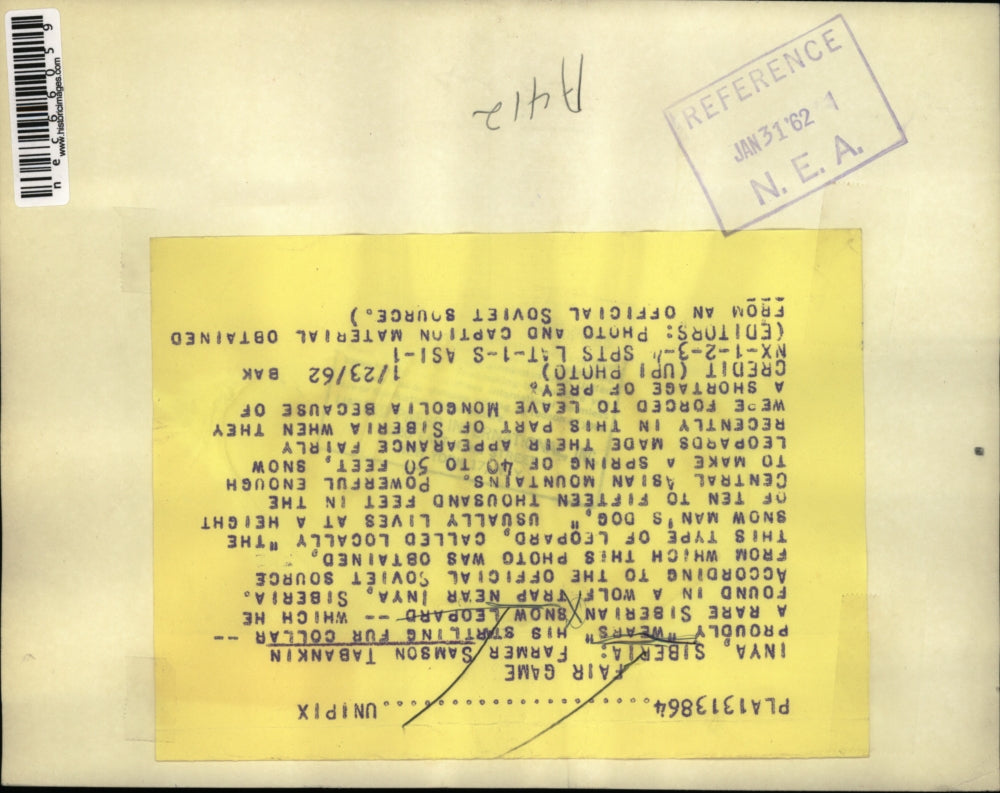 nec66059
www.historicimages.com
A412
REFERENCE
JAN 31 '62
N. E. A.
PLA1313864....................UNIPIX
FAIR GAME
INYA, SIBERIA: FARMER SAMSON TABANKIN
PROUDLY "WEARS" HIS STARTLING FUR COLLAR --
A RARE SIBERIAN SNOW LEOPARD -- WHICH HE
FOUND IN A WOLF TRAP NEAR INYA, SIBERIA.
ACCORDING TO THE OFFICIAL SOVIET SOURCE
FROM WHICH THIS PHOTO WAS OBTAINED,
THIS TYPE OF LEOPARD, CALLED LOCALLY "THE
SNOW MAN'S DOG," USUALLY LIVES AT A HEIGHT
OF TEN TO FIFTEEN THOUSAND FEET IN THE
CENTRAL ASIAN MOUNTAINS. POWERFUL ENOUGH
TO MAKE A SPRING OF 40 TO 50 FEET, SNOW
LEOPARDS MADE THEIR APPEARANCE FAIRLY
RECENTLY IN THIS PART OF SIBERIA WHEN THEY
WERE FORCED TO LEAVE MONGOLIA BECAUSE OF
A SHORTAGE OF PREY.
CREDIT (UPI PHOTO) 1/23/62 BAK
NX-1-2-3-4 SPTS LAT-1-S ASI-1
(EDITORS: PHOTO AND CAPTION MATERIAL OBTAINED
FROM AN OFFICIAL SOVIET SOURCE.)